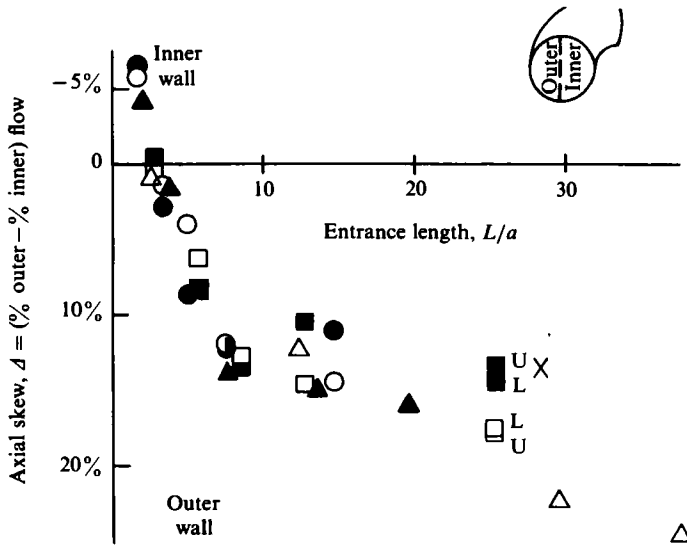 Inner
wall
−5%
0
10
20
30
Entrance length, L/a
10%
20%
Axial skew, Δ = (% outer − % inner) flow
Outer
Inner
U
L
X
L
U
Outer
wall